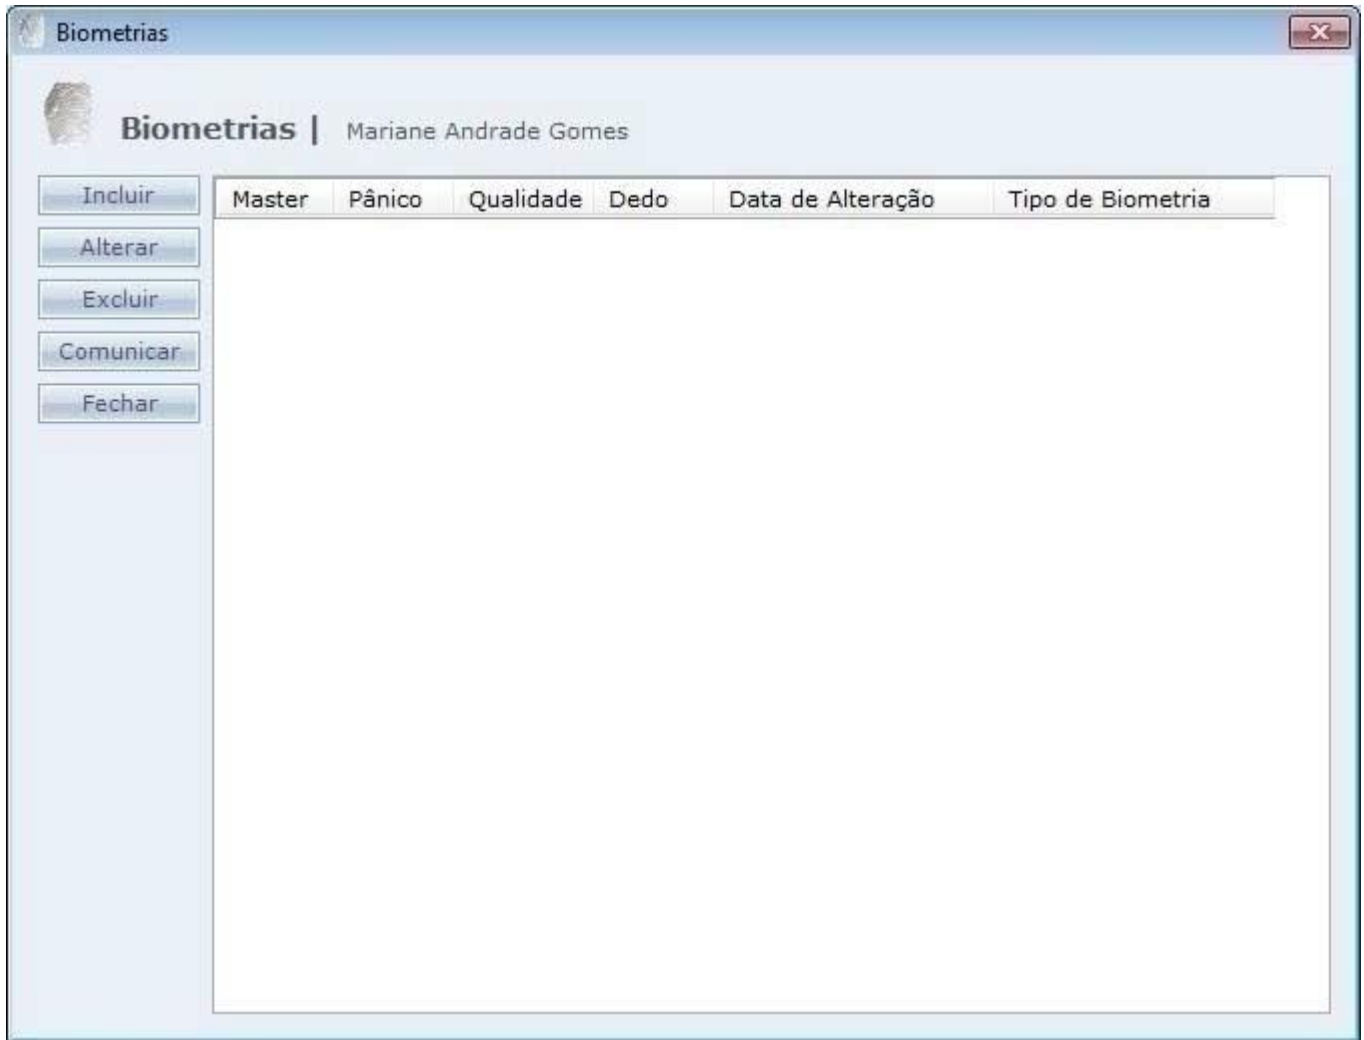 Biometrias
Biometrias | Mariane Andrade Gomes
Incluir
Alterar
Excluir
Comunicar
Fechar
Master Pânico Qualidade Dedo Data de Alteração Tipo de Biometria